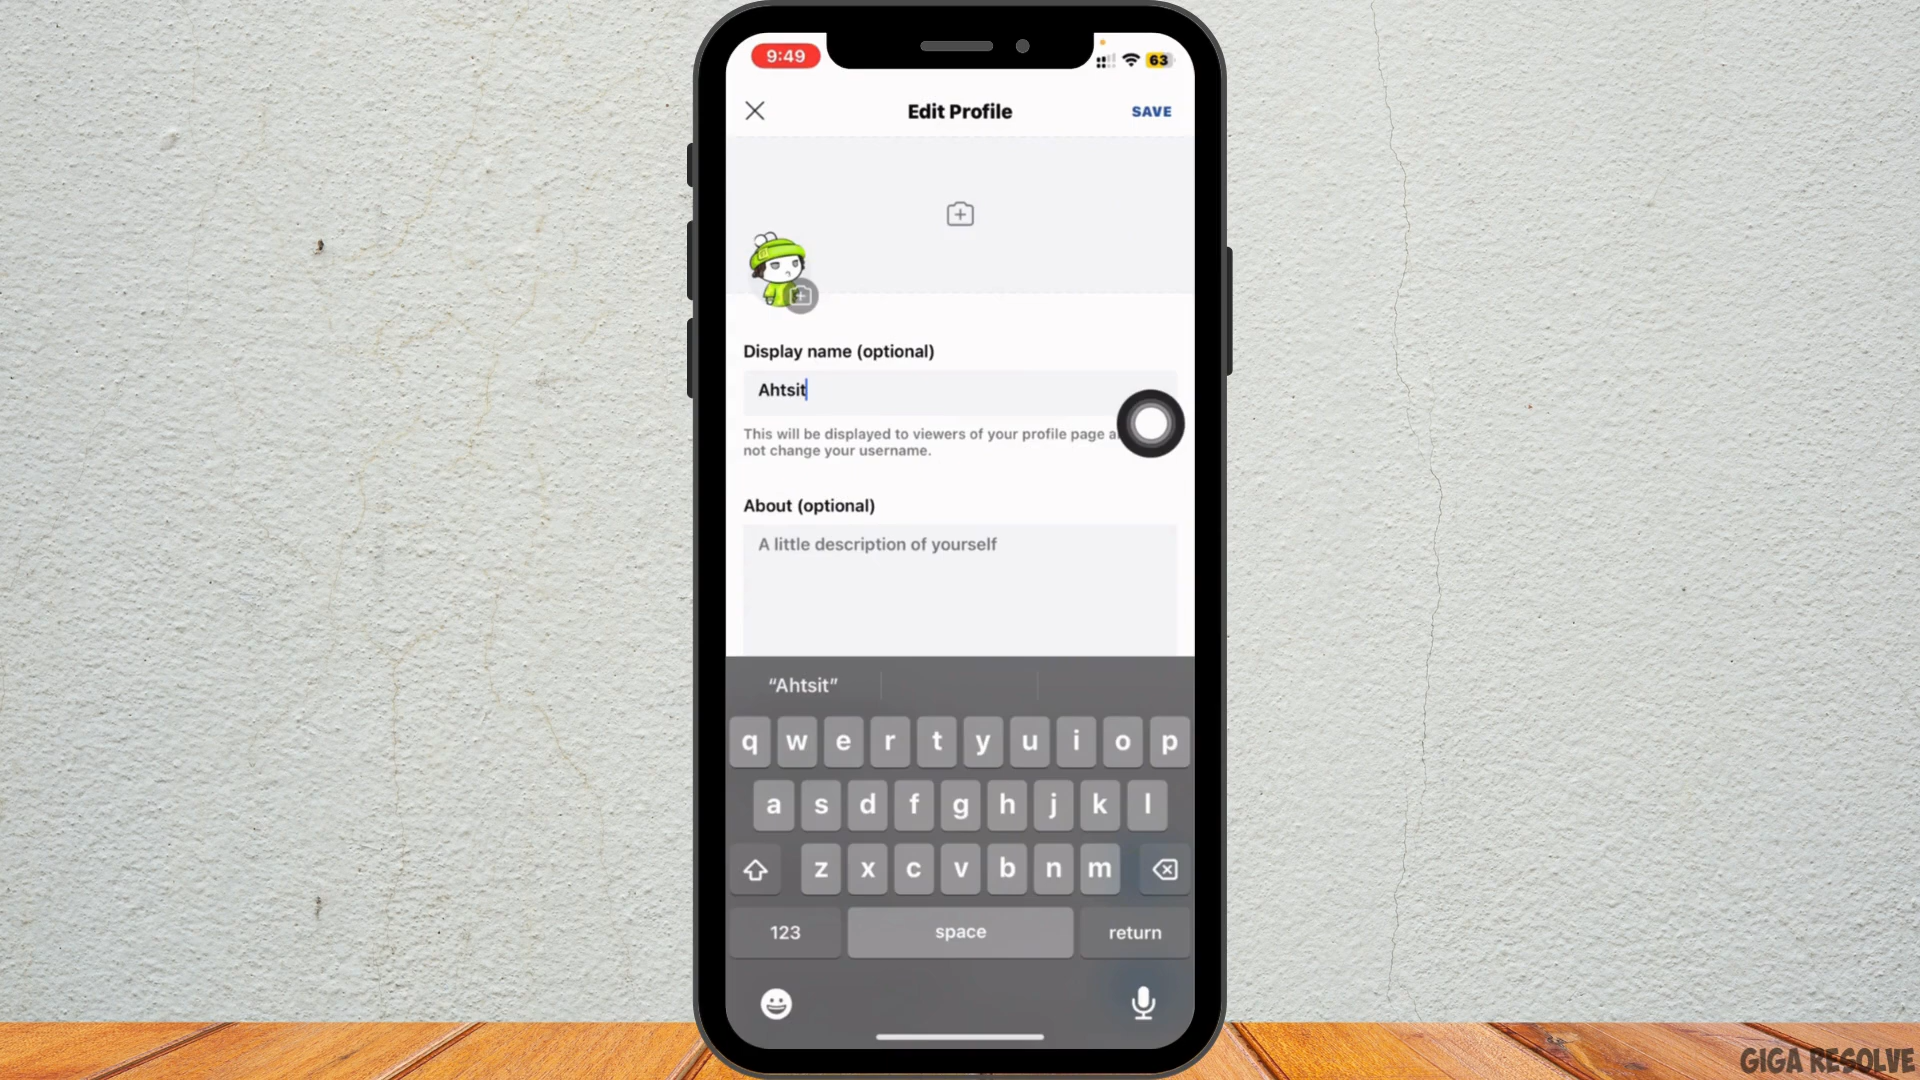 9:49
63
Edit Profile
SAVE
Display name (optional)
Ahtsit
This will be displayed to viewers of your profile page
not change your username.
About (optional)
A little description of yourself
“Ahtsit”
q w e r t y u i o p
a s d f g h j k l
z x c v b n m
123 space return
GIGA RESOLVE